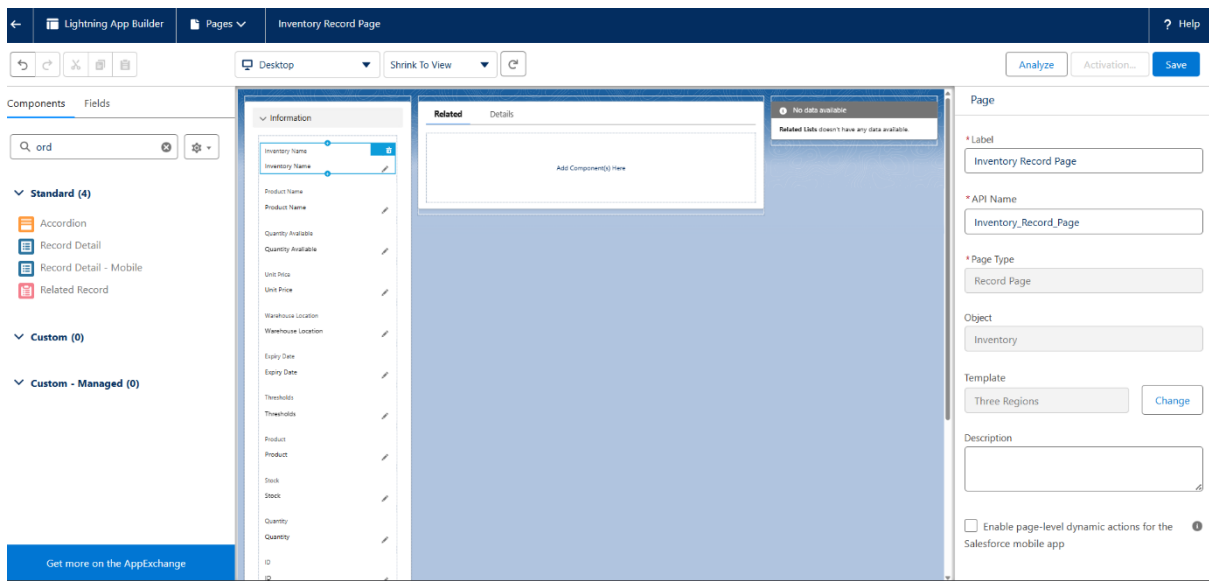 Lightning App Builder
Pages
Inventory Record Page
? Help
Desktop
Shrink To View
Analyze
Activation...
Save
Components
Fields
ord
Standard (4)
Accordion
Record Detail
Record Detail - Mobile
Related Record
Custom (0)
Custom - Managed (0)
Get more on the AppExchange
Information
Inventory Name
Inventory Name
Product Name
Product Name
Quantity Available
Quantity Available
Unit Price
Unit Price
Warehouse Location
Warehouse Location
Expiry Date
Expiry Date
Thresholds
Thresholds
Product
Product
Stock
Stock
Quantity
Quantity
ID
ID
Related
Details
Add Component(s) Here
No data available
Related Lists doesn't have any data available.
Page
*Label
Inventory Record Page
*API Name
Inventory_Record_Page
*Page Type
Record Page
Object
Inventory
Template
Three Regions
Change
Description
Enable page-level dynamic actions for the
Salesforce mobile app